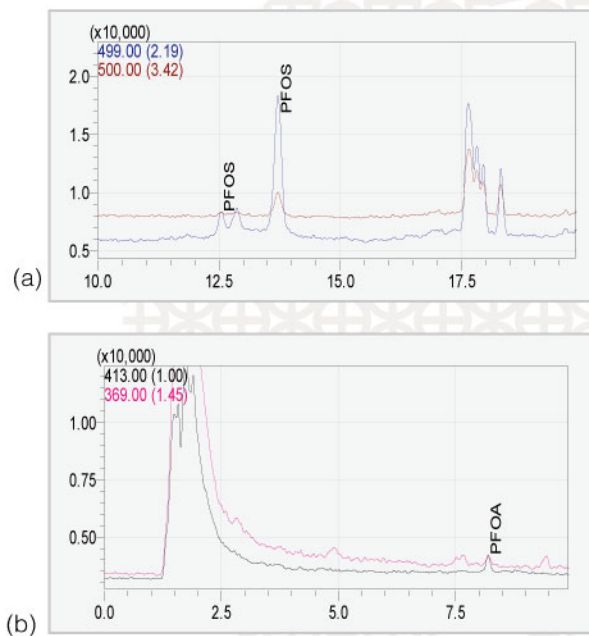 (x10,000)
499.00 (2.19)
500.00 (3.42)
PFOS
PFOS
2.0
1.5
1.0
0.5
10.0 12.5 15.0 17.5
(a)
(x10,000)
413.00 (1.00)
369.00 (1.45)
PFOA
1.00
0.75
0.50
0.0 2.5 5.0 7.5
(b)